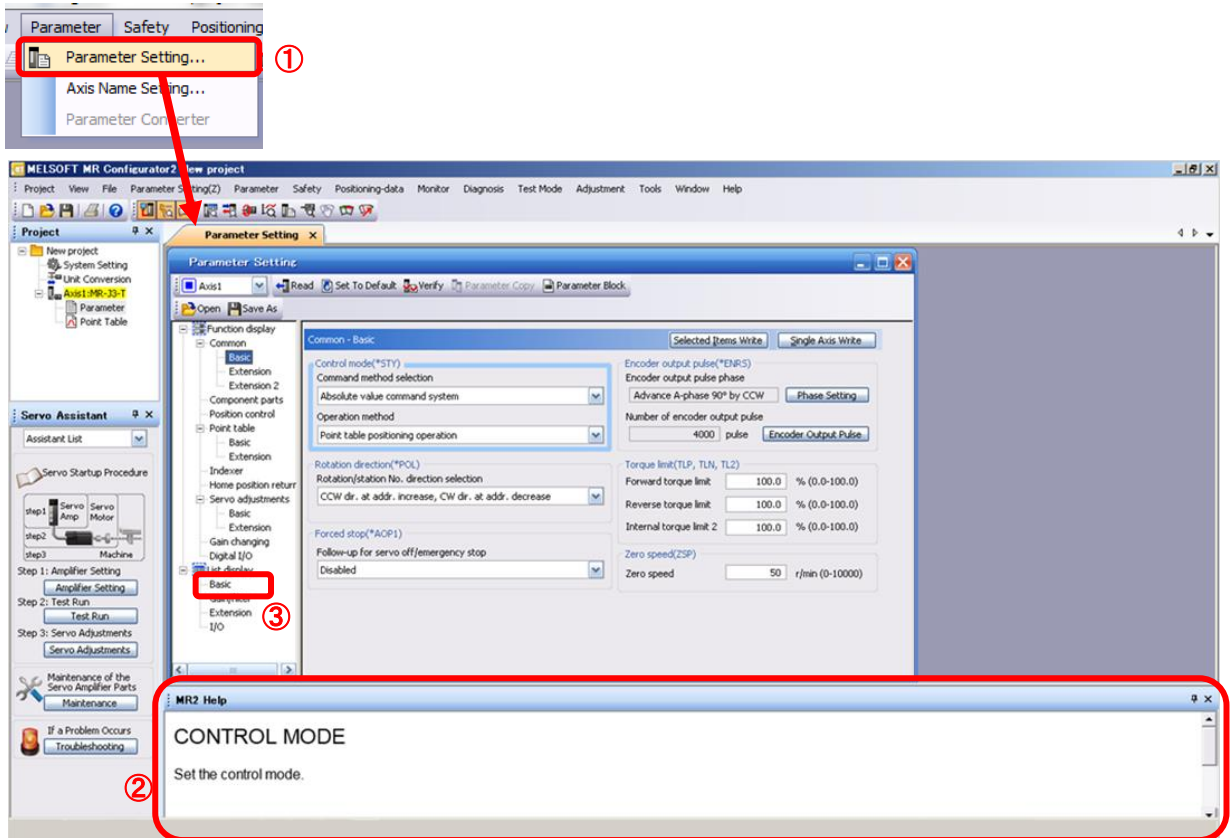 Parameter Safety Positioning
Parameter Setting...
①
Axis Name Setting...
Parameter Converter
MELSOFT MR Configurator2 New project
Project View File Parameter Setting(Z) Parameter Safety Positioning-data Monitor Diagnosis Test Mode Adjustment Tools Window Help
Project
New project
System Setting
Unit Conversion
Axis1:MR-J3-T
Parameter
Point Table
Servo Assistant
Assistant List
Servo Startup Procedure
step1 Servo Amp Servo Motor
step2
step3 Machine
Step 1: Amplifier Setting
Amplifier Setting
Step 2: Test Run
Test Run
Step 3: Servo Adjustments
Servo Adjustments
Maintenance of the
Servo Amplifier Parts
Maintenance
If a Problem Occurs
Troubleshooting
Parameter Setting
Parameter Setting
Axis1 Read Set To Default Verify Parameter Copy Parameter Block
Open Save As
Function display
Common
Basic
Extension
Extension 2
Component parts
Position control
Point table
Basic
Extension
Indexer
Home position returr
Servo adjustments
Basic
Extension
Gain changing
Digital I/O
List display
Basic
③
Extension
I/O
Common - Basic Selected Items Write Single Axis Write
Control mode(*STY)
Command method selection
Absolute value command system
Operation method
Point table positioning operation
Rotation direction(*POL)
Rotation/station No. direction selection
CCW dir. at addr. increase, CW dir. at addr. decrease
Forced stop(*AOP1)
Follow-up for servo off/emergency stop
Disabled
Encoder output pulse(*ENRS)
Encoder output pulse phase
Advance A-phase 90° by CCW Phase Setting
Number of encoder output pulse
4000 pulse Encoder Output Pulse
Torque limit(TLP, TLN, TL2)
Forward torque limit 100.0 % (0.0-100.0)
Reverse torque limit 100.0 % (0.0-100.0)
Internal torque limit 2 100.0 % (0.0-100.0)
Zero speed(ZSP)
Zero speed 50 r/min (0-10000)
MR2 Help
CONTROL MODE
Set the control mode.
②